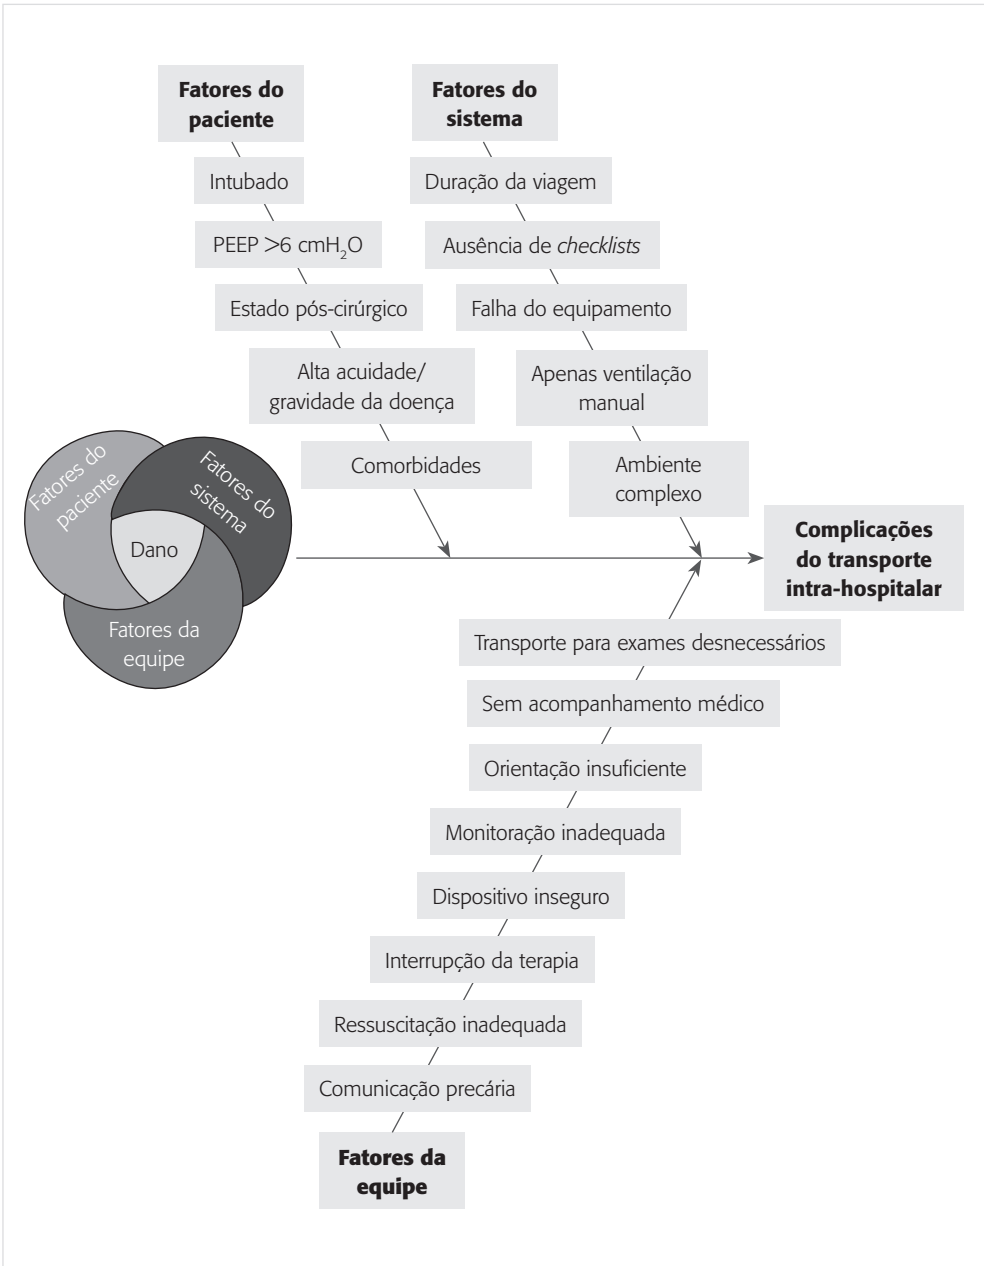 Fatores do
paciente
Intubado
PEEP >6 cmH₂O
Estado pós-cirúrgico
Alta acuidade/
gravidade da doença
Comorbidades
Fatores do
sistema
Duração da viagem
Ausência de checklists
Falha do equipamento
Apenas ventilação
manual
Ambiente
complexo
Fatores do
paciente
Fatores do
sistema
Dano
Fatores da
equipe
Complicações
do transporte
intra-hospitalar
Transporte para exames desnecessários
Sem acompanhamento médico
Orientação insuficiente
Monitoração inadequada
Dispositivo inseguro
Interrupção da terapia
Ressuscitação inadequada
Comunicação precária
Fatores da
equipe